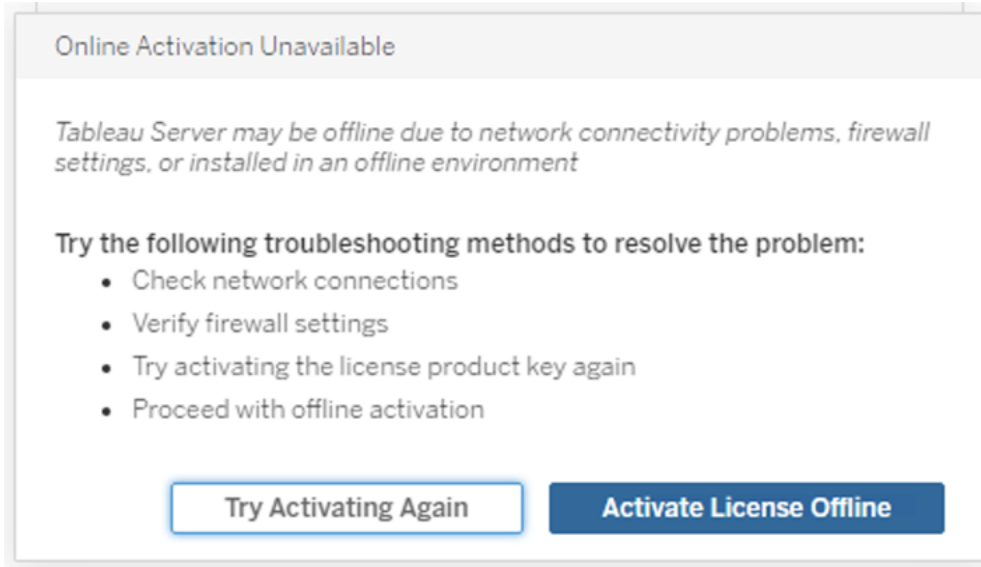 Online Activation Unavailable
Tableau Server may be offline due to network connectivity problems, firewall
settings, or installed in an offline environment
Try the following troubleshooting methods to resolve the problem:
• Check network connections
• Verify firewall settings
• Try activating the license product key again
• Proceed with offline activation
Try Activating Again
Activate License Offline